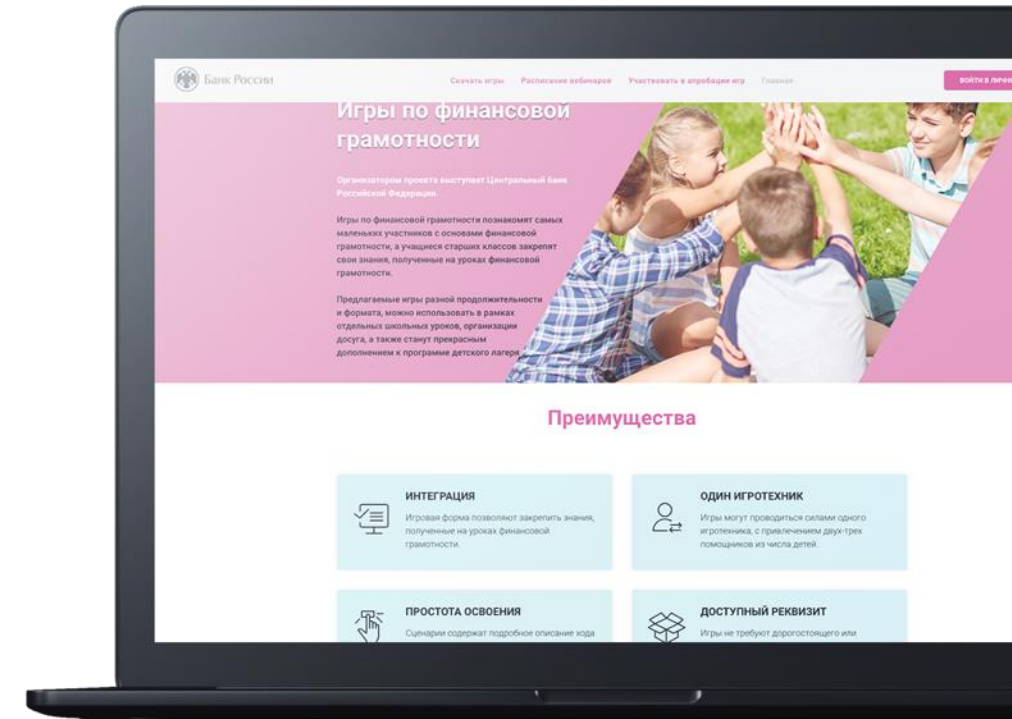 Банк России
Скачать игры Расписание вебинаров Участвовать в апробации игр Главная
ВОЙТИ В
Игры по финансовой
грамотности
Организатором проекта выступает Центральный банк
Российской Федерации.
Игры по финансовой грамотности познакомят самых
маленьких участников с основами финансовой
грамотности, а учащиеся старших классов закрепят
свои знания, полученные на уроках финансовой
грамотности.
Предлагаемые игры разной продолжительности
и формата, можно использовать в рамках
отдельных школьных уроков, организации
досуга, а также станут прекрасным
дополнением к программе детского лагеря.
Преимущества
ИНТЕГРАЦИЯ
Игровая форма позволяют закрепить знания,
полученные на уроках финансовой
грамотности.
ОДИН ИГРОТЕХНИК
Игры могут проводиться силами одного
игротехника, с привлечением двух-трех
помощников из числа детей.
ПРОСТОТА ОСВОЕНИЯ
Сценарии содержат подробное описание хода
ДОСТУПНЫЙ РЕКВИЗИТ
Игры не требуют дорогостоящего или